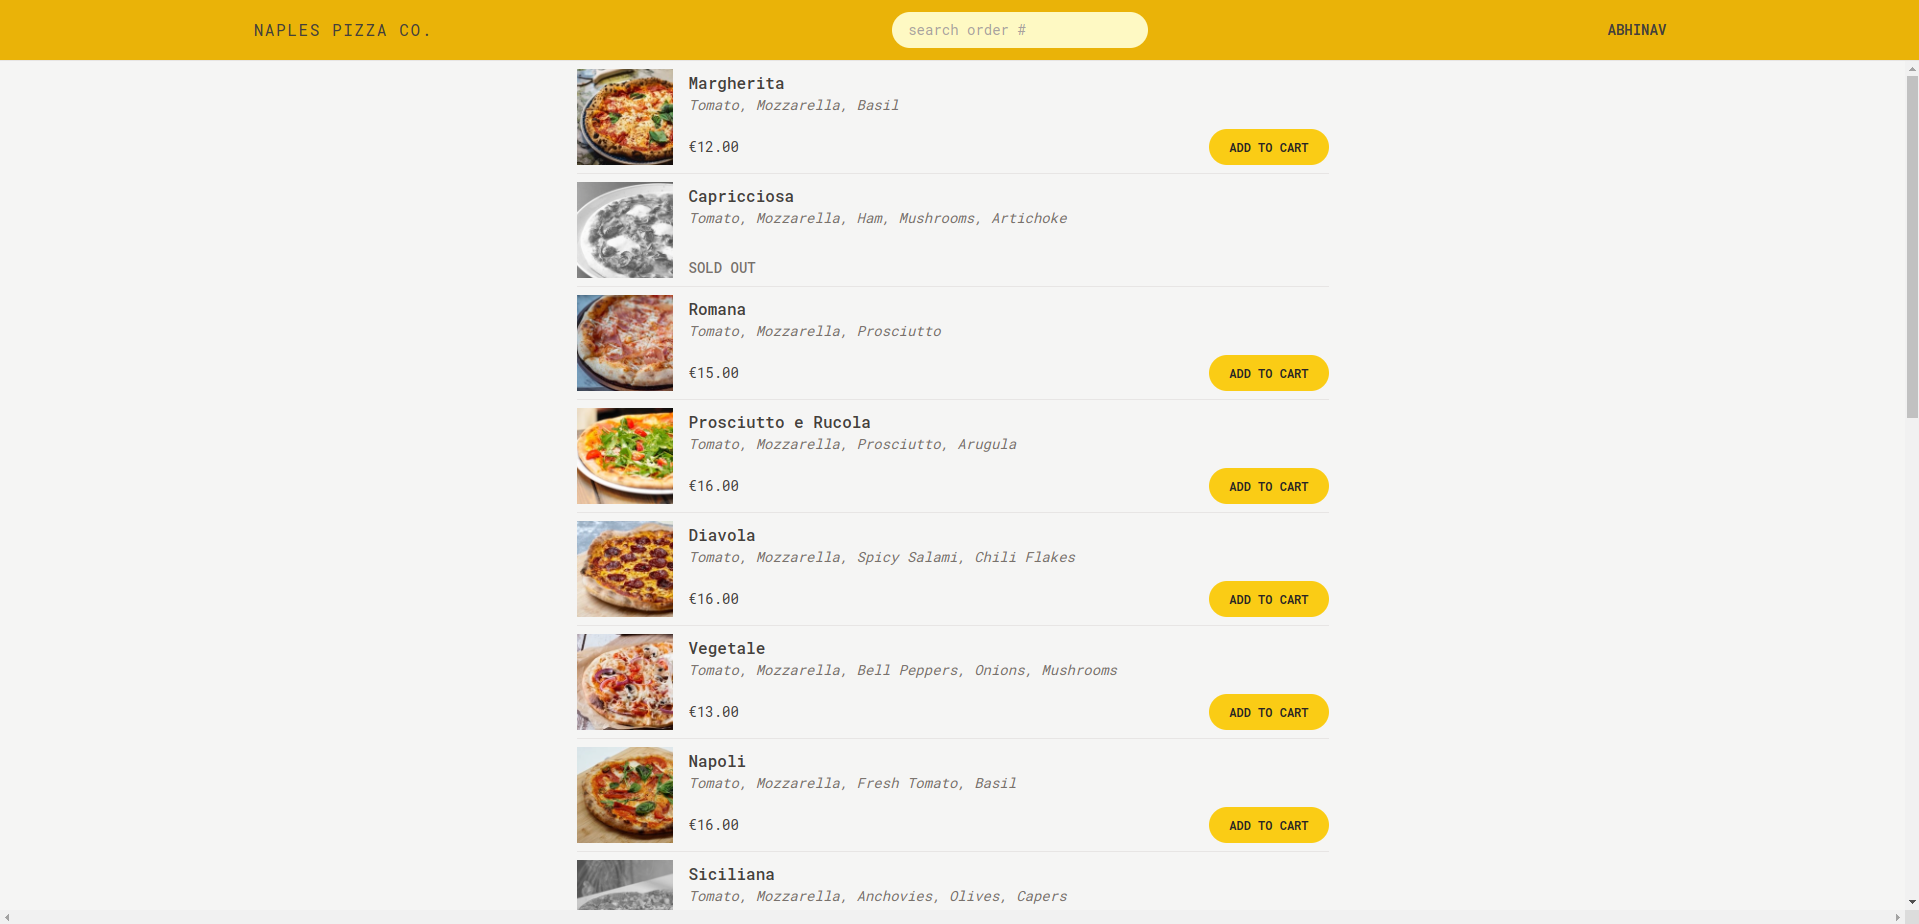 NAPLES PIZZA CO.
search order #
ABHINAV
Margherita
Tomato, Mozzarella, Basil
€12.00
ADD TO CART
Capricciosa
Tomato, Mozzarella, Ham, Mushrooms, Artichoke
SOLD OUT
Romana
Tomato, Mozzarella, Prosciutto
€15.00
ADD TO CART
Prosciutto e Rucola
Tomato, Mozzarella, Prosciutto, Arugula
€16.00
ADD TO CART
Diavola
Tomato, Mozzarella, Spicy Salami, Chili Flakes
€16.00
ADD TO CART
Vegetale
Tomato, Mozzarella, Bell Peppers, Onions, Mushrooms
€13.00
ADD TO CART
Napoli
Tomato, Mozzarella, Fresh Tomato, Basil
€16.00
ADD TO CART
Siciliana
Tomato, Mozzarella, Anchovies, Olives, Capers